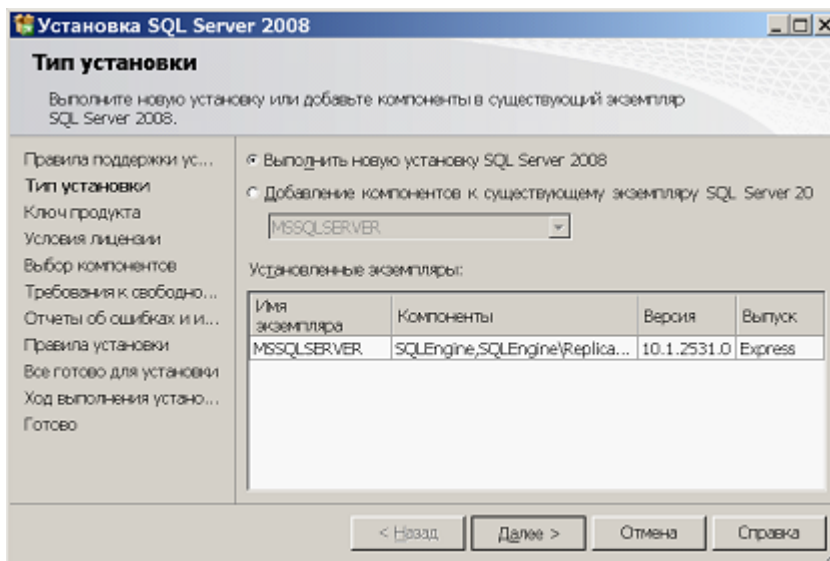 Установка SQL Server 2008
Тип установки
Выполните новую установку или добавьте компоненты в существующий экземпляр
SQL Server 2008.
Правила поддержки ус...
Тип установки
Ключ продукта
Условия лицензии
Выбор компонентов
Требования к свободно...
Отчеты об ошибках и и...
Правила установки
Все готово для установки
Ход выполнения устано...
Готово
Выполнить новую установку SQL Server 2008
Добавление компонентов к существующему экземпляру SQL Server 20
MSSQLSERVER
Установленные экземпляры:
Имя экземпляра Компоненты Версия Выпуск
MSSQLSERVER SQLEngine,SQLEngine\Replica... 10.1.2531.0 Express
< Назад Далее > Отмена Справка